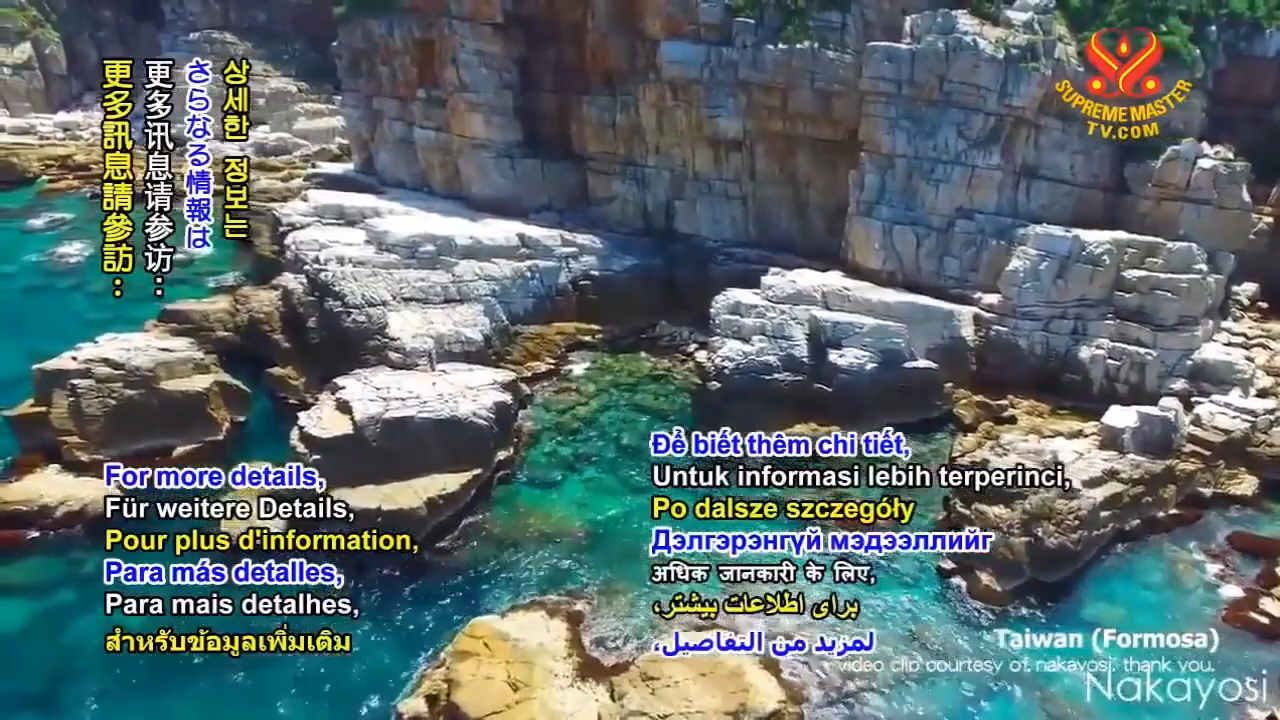 更多訊息請參訪：
更多讯息请参访：
さらなる情報は
상세한 정보는
SUPREME MASTER
TV.COM
For more details,
Für weitere Details,
Pour plus d'information,
Para más detalles,
Para mais detalhes,
สำหรับข้อมูลเพิ่มเติม
Để biết thêm chi tiết,
Untuk informasi lebih terperinci,
Po dalsze szczegóły
Дэлгэрэнгүй мэдээллийг
अधिक जानकारी के लिए,
برای اطلاعات بیشتر،
لمزيد من التفاصيل،
Taiwan (Formosa)
video clip courtesy of, nakayosi, thank you.
Nakayosi